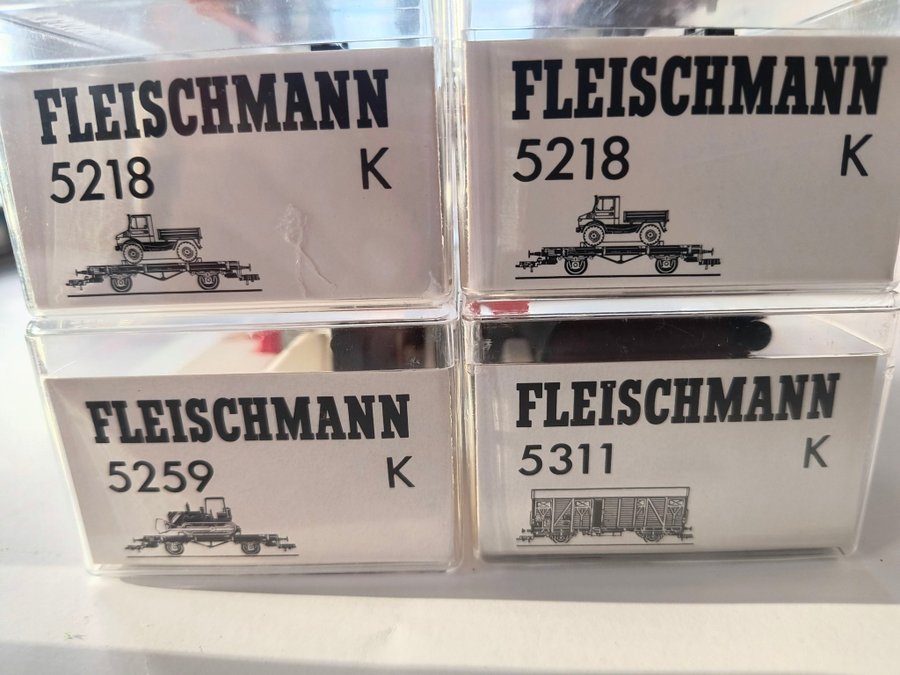 FLEISCHMANN
5218 K
FLEISCHMANN
5218 K
FLEISCHMANN
5259 K
FLEISCHMANN
5311 K